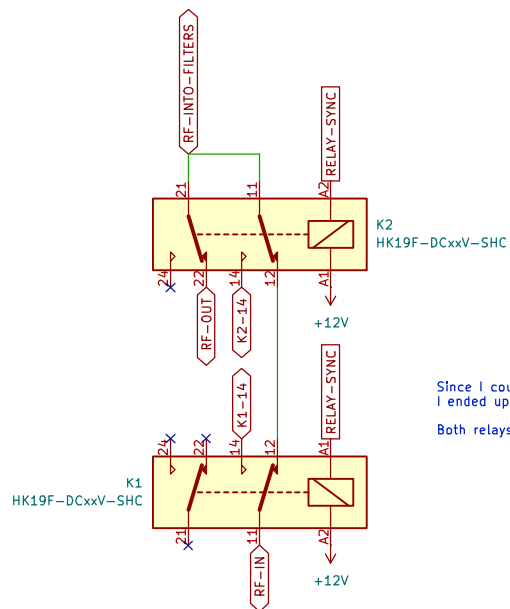 RF-INTO-FILTERS
RELAY-SYNC
21
11
A2
K2
HK19F-DCxxV-SHC
24
22
14
12
A1
RF-OUT
K2-14
+12V
K1-14
RELAY-SYNC
Since I cou
I ended up
Both relays
24
22
14
12
A1
K1
HK19F-DCxxV-SHC
21
11
A2
RF-IN
+12V